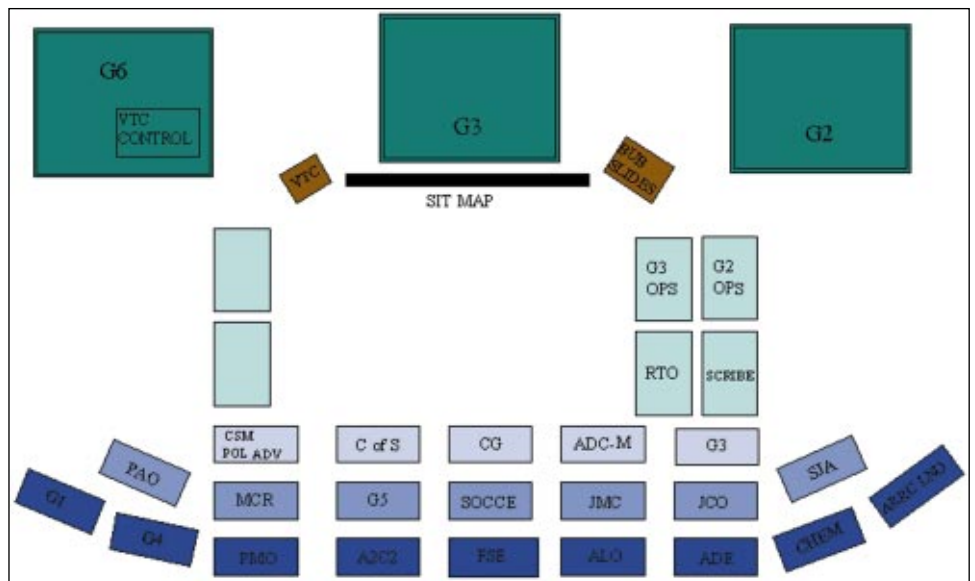 G6
VTC
CONTROL
G3
G2
VTC
BUB
SLIDES
SIT MAP
G3
OPS
G2
OPS
RTO
SCRIBE
CSM
POL ADV
C of S
CG
ADC-M
G3
PAO
SJA
G1
MCR
G5
SOCCE
JMC
JCO
ARRC LNO
G4
CHEM
PMO
A2C2
FSE
ALO
ADE